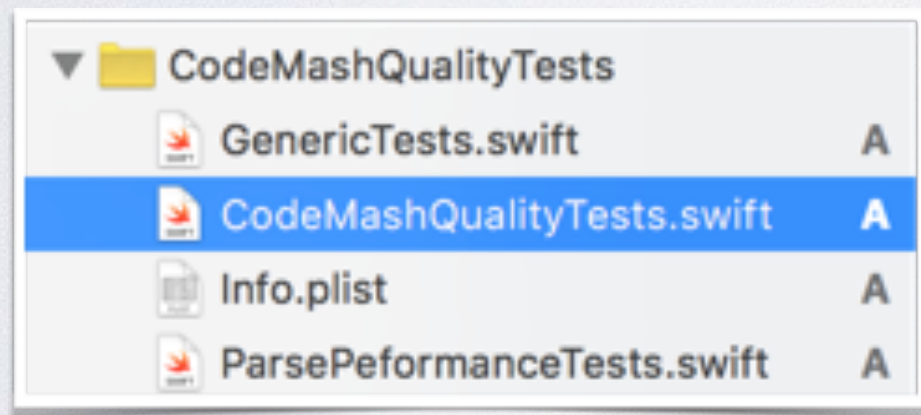 CodeMashQualityTests
GenericTests.swift A
CodeMashQualityTests.swift A
Info.plist A
ParsePeformanceTests.swift A